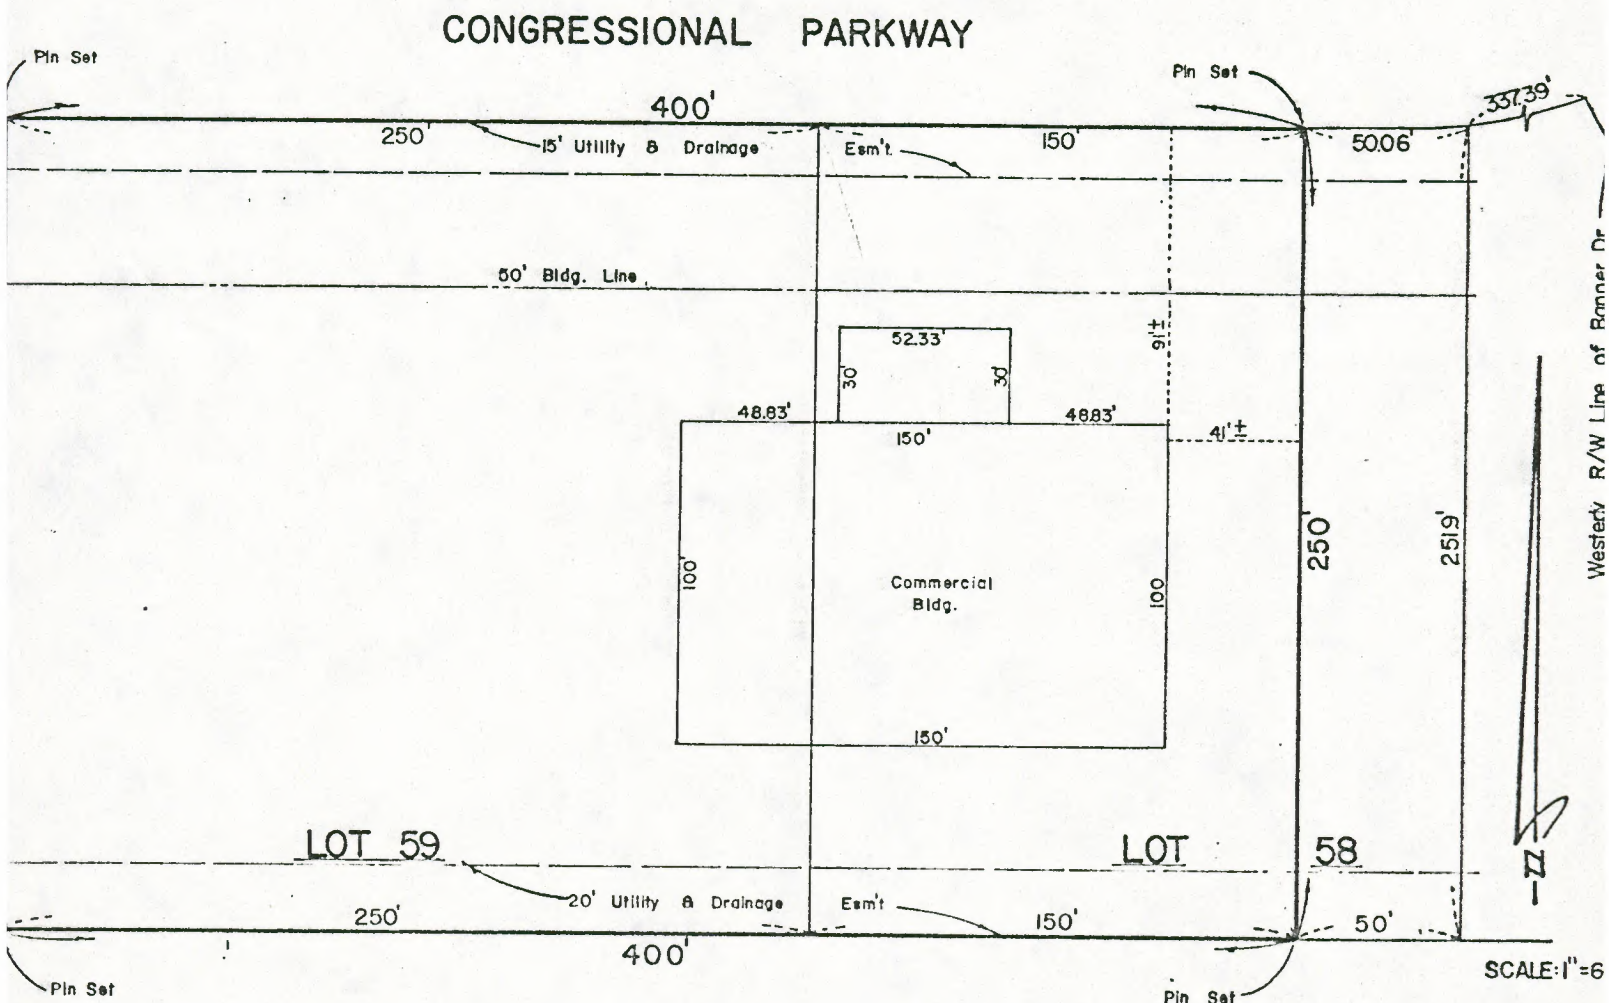 CONGRESSIONAL PARKWAY
Pin Set
Pin Set
400'
337.39'
250'
15' Utility & Drainage
Esm't.
150'
50.06'
50' Bldg. Line
52.33'
30'
30'
91'±
48.83'
48.83'
150'
41'±
100'
Commercial
Bldg.
100'
250'
251.9'
Westerly R/W Line of Banner Dr.
150'
LOT 59
LOT 58
20' Utility & Drainage
Esm't
250'
150'
50'
400'
N
SCALE: 1"=6
Pin Set
Pin Set